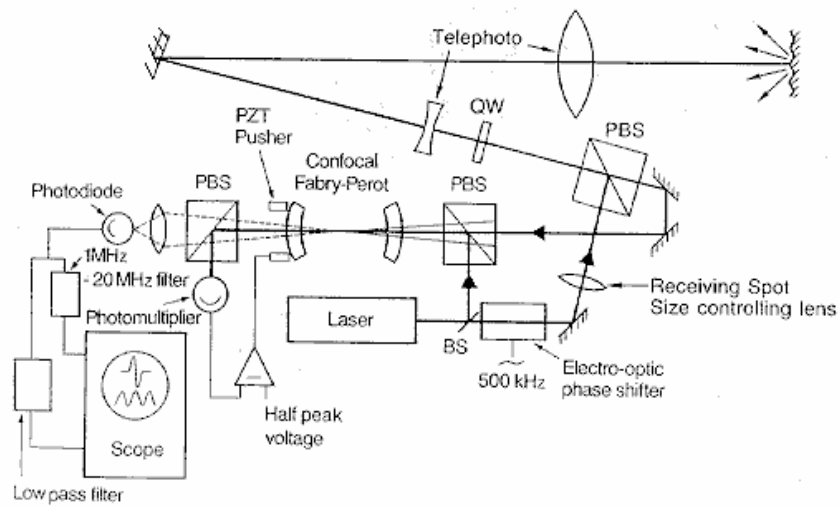 Telephoto
QW
PBS
PZT
Pusher
Confocal
Fabry-Perot
PBS
PBS
Photodiode
1MHz
- 20 MHz filter
Photomultiplier
Laser
BS
Receiving Spot
Size controlling lens
500 kHz
Electro-optic
phase shifter
Half peak
voltage
Scope
Low pass filter